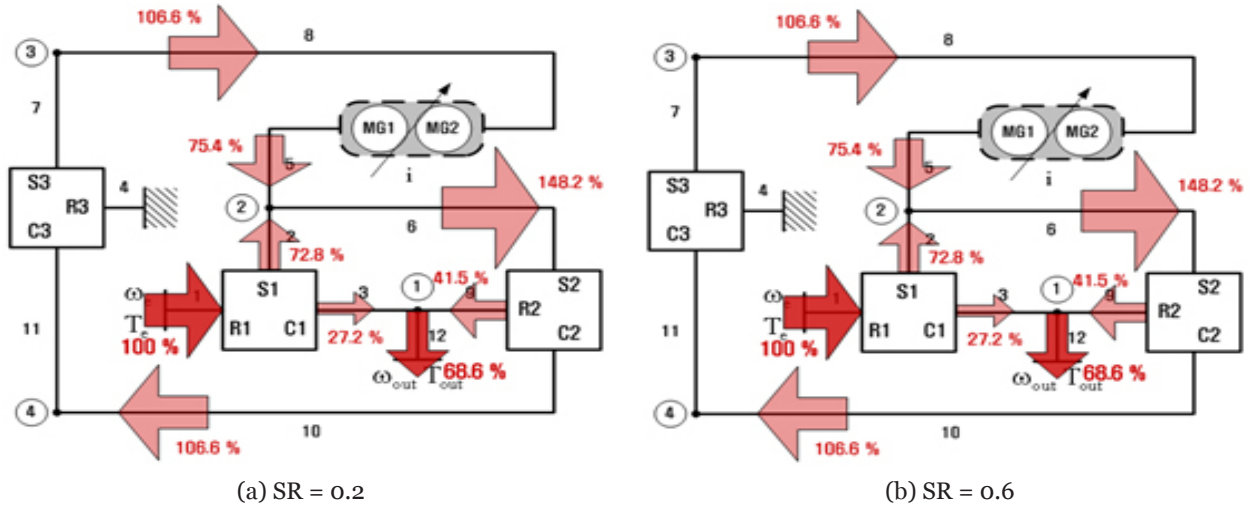 106.6 %
8
3
7
MG1 MG2
75.4 %
5
i
4
S3
R3
C3
148.2 %
2
6
2
72.8 %
S1
R1 C1
1
100 %
3
27.2 %
1
41.5 %
9
S2
R2
C2
11
12
ω out T out 68.6 %
4
106.6 %
10
(a) SR = 0.2
106.6 %
8
3
7
MG1 MG2
75.4 %
5
i
4
S3
R3
C3
148.2 %
2
6
2
72.8 %
S1
R1 C1
1
100 %
3
27.2 %
1
41.5 %
9
S2
R2
C2
11
12
ω out T out 68.6 %
4
106.6 %
10
(b) SR = 0.6